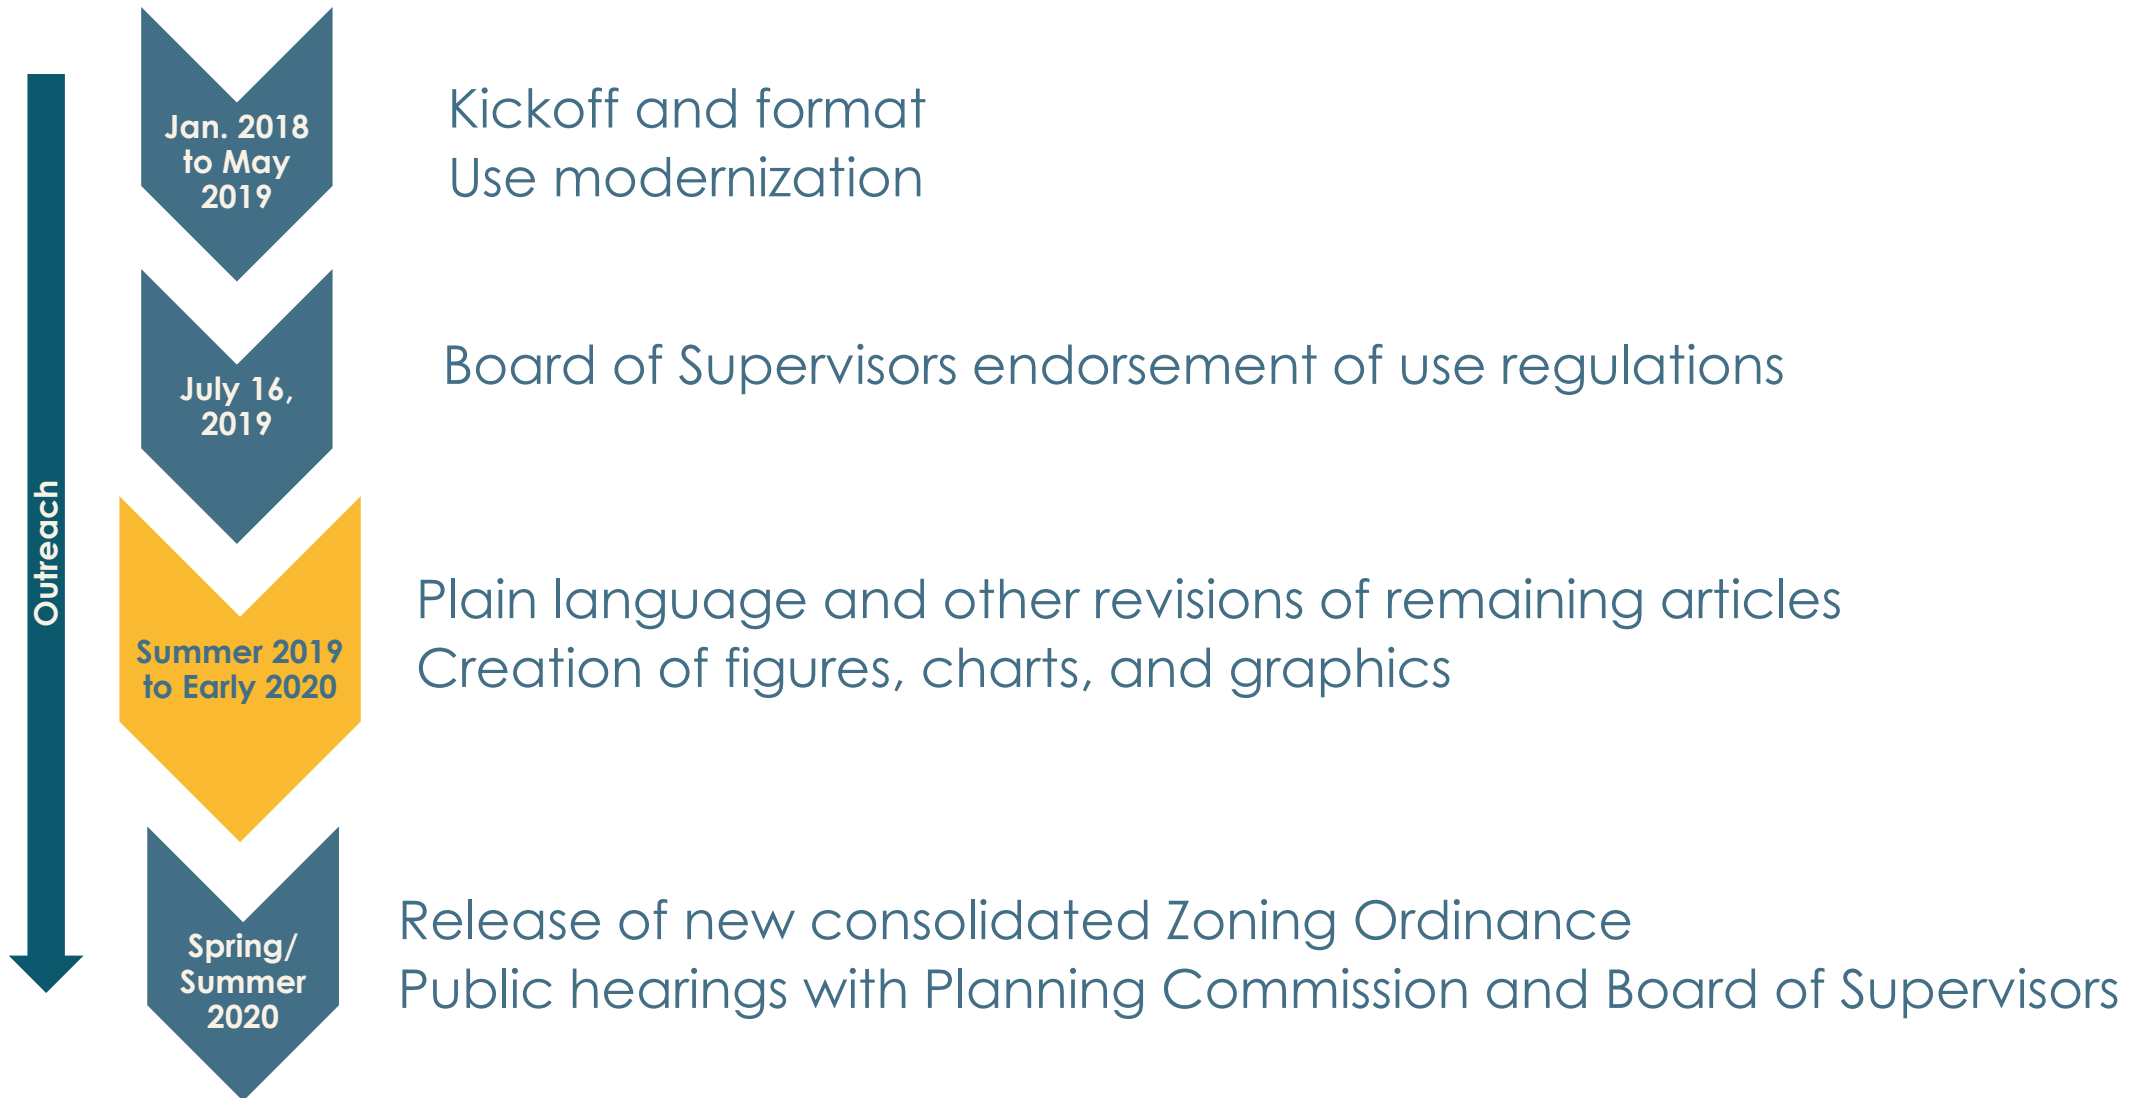 Outreach
Jan. 2018
to May
2019
Kickoff and format
Use modernization
July 16,
2019
Board of Supervisors endorsement of use regulations
Summer 2019
to Early 2020
Plain language and other revisions of remaining articles
Creation of figures, charts, and graphics
Spring/
Summer
2020
Release of new consolidated Zoning Ordinance
Public hearings with Planning Commission and Board of Supervisors